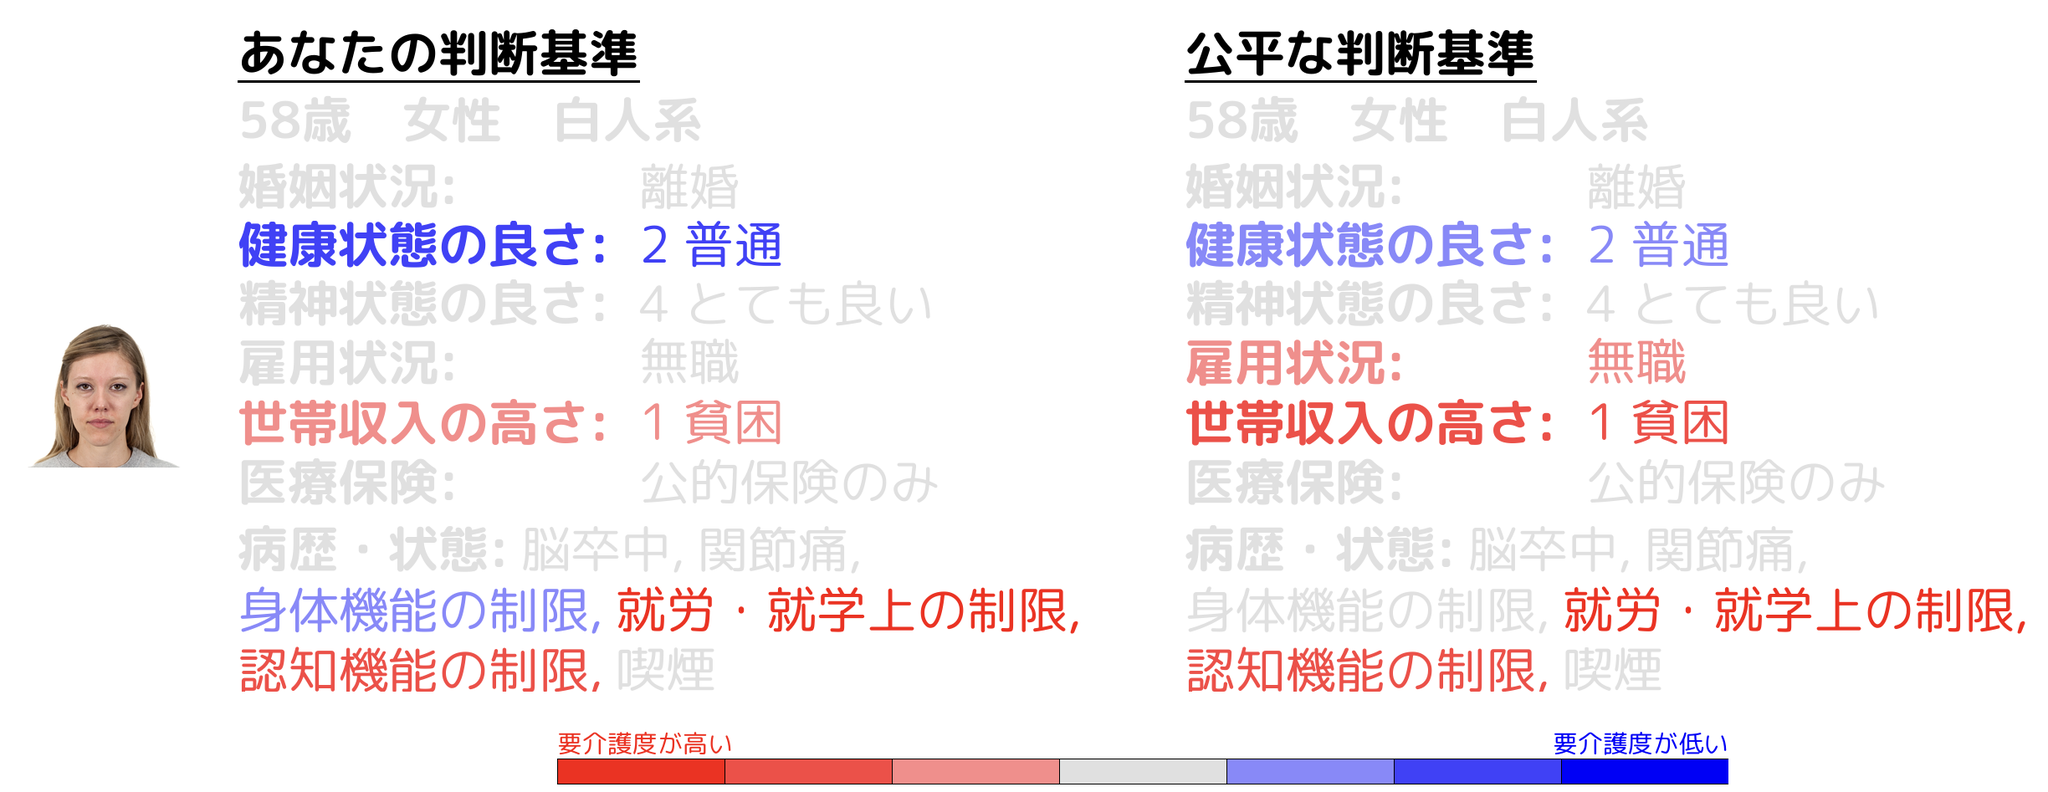 あなたの判断基準
58歳 女性 白人系
婚姻状況: 離婚
健康状態の良さ: 2 普通
精神状態の良さ: 4 とても良い
雇用状況: 無職
世帯収入の高さ: 1 貧困
医療保険: 公的保険のみ
病歴・状態: 脳卒中, 関節痛,
身体機能の制限, 就労・就学上の制限,
認知機能の制限, 喫煙
公平な判断基準
58歳 女性 白人系
婚姻状況: 離婚
健康状態の良さ: 2 普通
精神状態の良さ: 4 とても良い
雇用状況: 無職
世帯収入の高さ: 1 貧困
医療保険: 公的保険のみ
病歴・状態: 脳卒中, 関節痛,
身体機能の制限, 就労・就学上の制限,
認知機能の制限, 喫煙
要介護度が高い
要介護度が低い